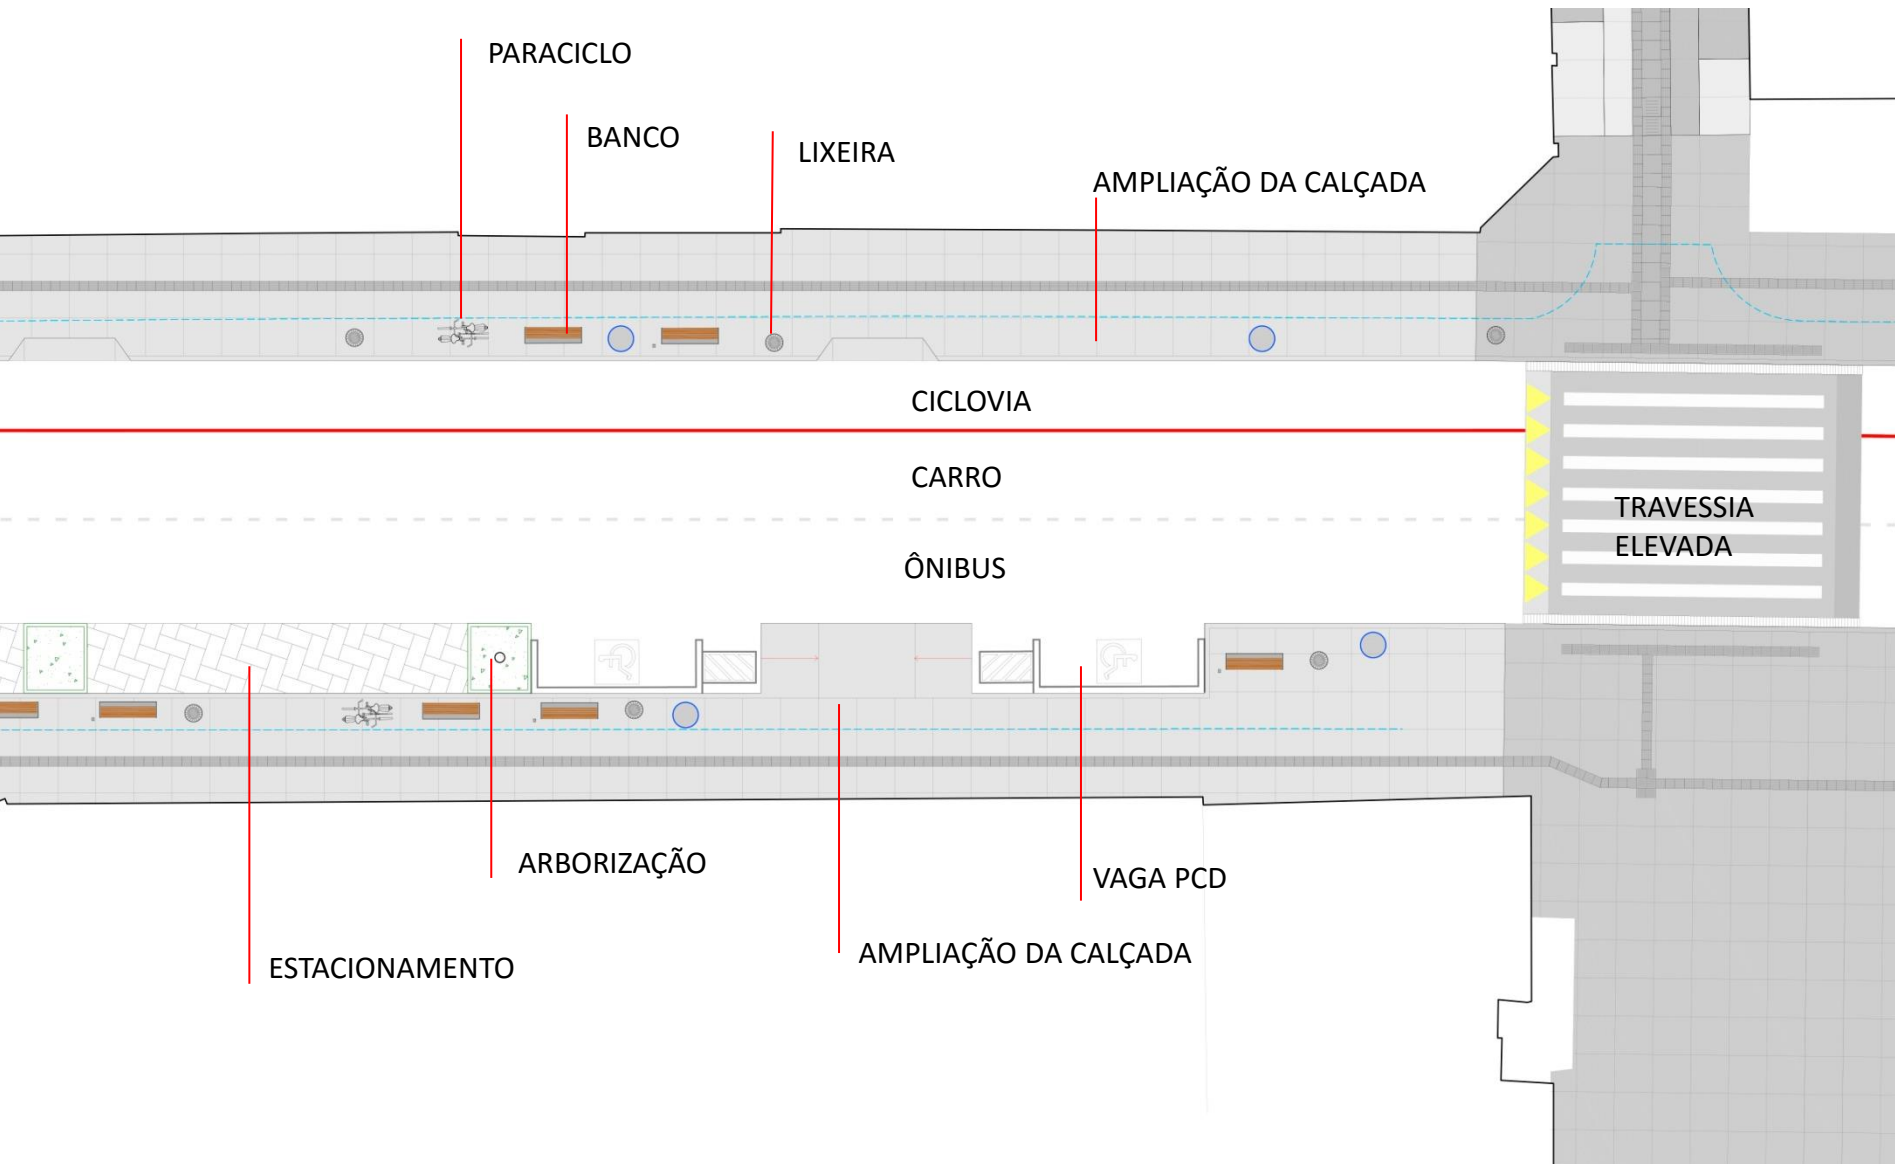 PARACICLO
BANCO
LIXEIRA
AMPLIAÇÃO DA CALÇADA
CICLOVIA
CARRO
TRAVESSIA
ELEVADA
ÔNIBUS
ARBORIZAÇÃO
VAGA PCD
AMPLIAÇÃO DA CALÇADA
ESTACIONAMENTO